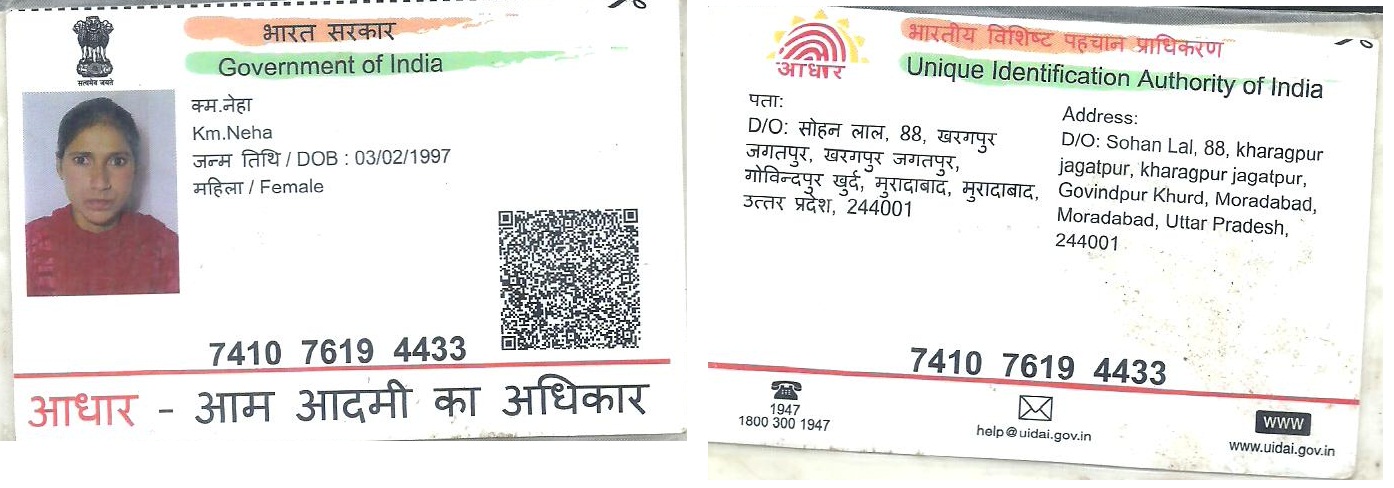 भारत सरकार
Government of India
सत्यमेव जयते
क्म.नेहा
Km.Neha
जन्म तिथि / DOB : 03/02/1997
महिला / Female
7410 7619 4433
आधार - आम आदमी का अधिकार
भारतीय विशिष्ट पहचान प्राधिकरण
Unique Identification Authority of India
आधार
पता:
D/O: सोहन लाल, 88, खरगपुर
जगतपुर, खरगपुर जगतपुर,
गोविन्दपुर खुर्द, मुरादाबाद, मुरादाबाद,
उत्तर प्रदेश, 244001
Address:
D/O: Sohan Lal, 88, kharagpur
jagatpur, kharagpur jagatpur,
Govindpur Khurd, Moradabad,
Moradabad, Uttar Pradesh,
244001
7410 7619 4433
1947
1800 300 1947
help@uidai.gov.in
www
www.uidai.gov.in